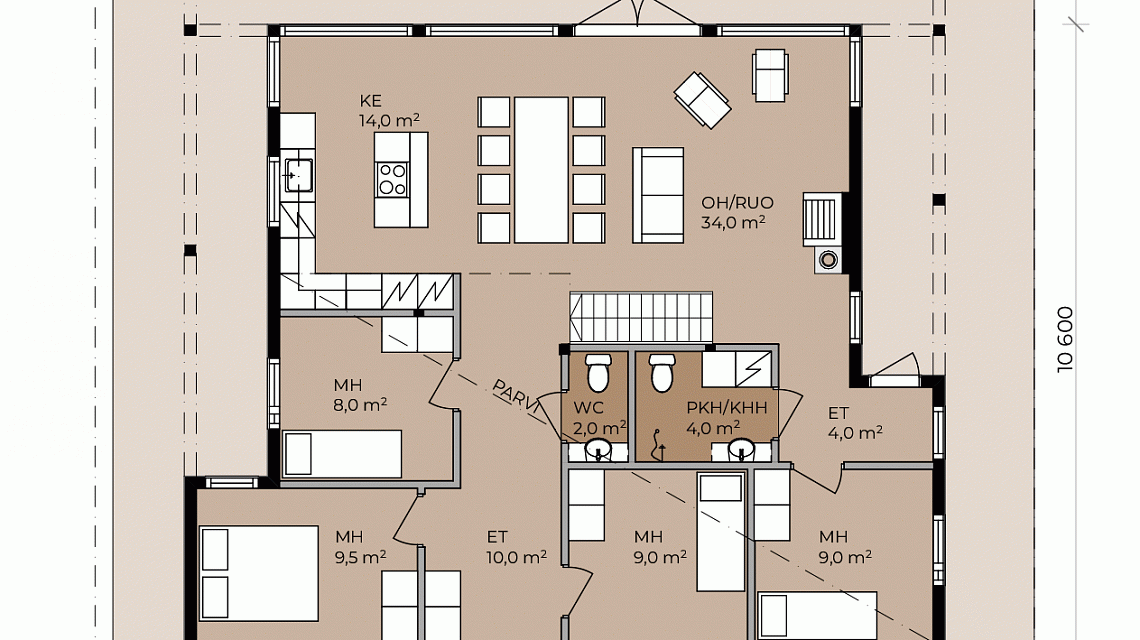 KE
14,0 m²
OH/RUO
34,0 m²
10 600
MH
8,0 m²
PARVI
WC
2,0 m²
PKH/KHH
4,0 m²
ET
4,0 m²
MH
9,5 m²
ET
10,0 m²
MH
9,0 m²
MH
9,0 m²